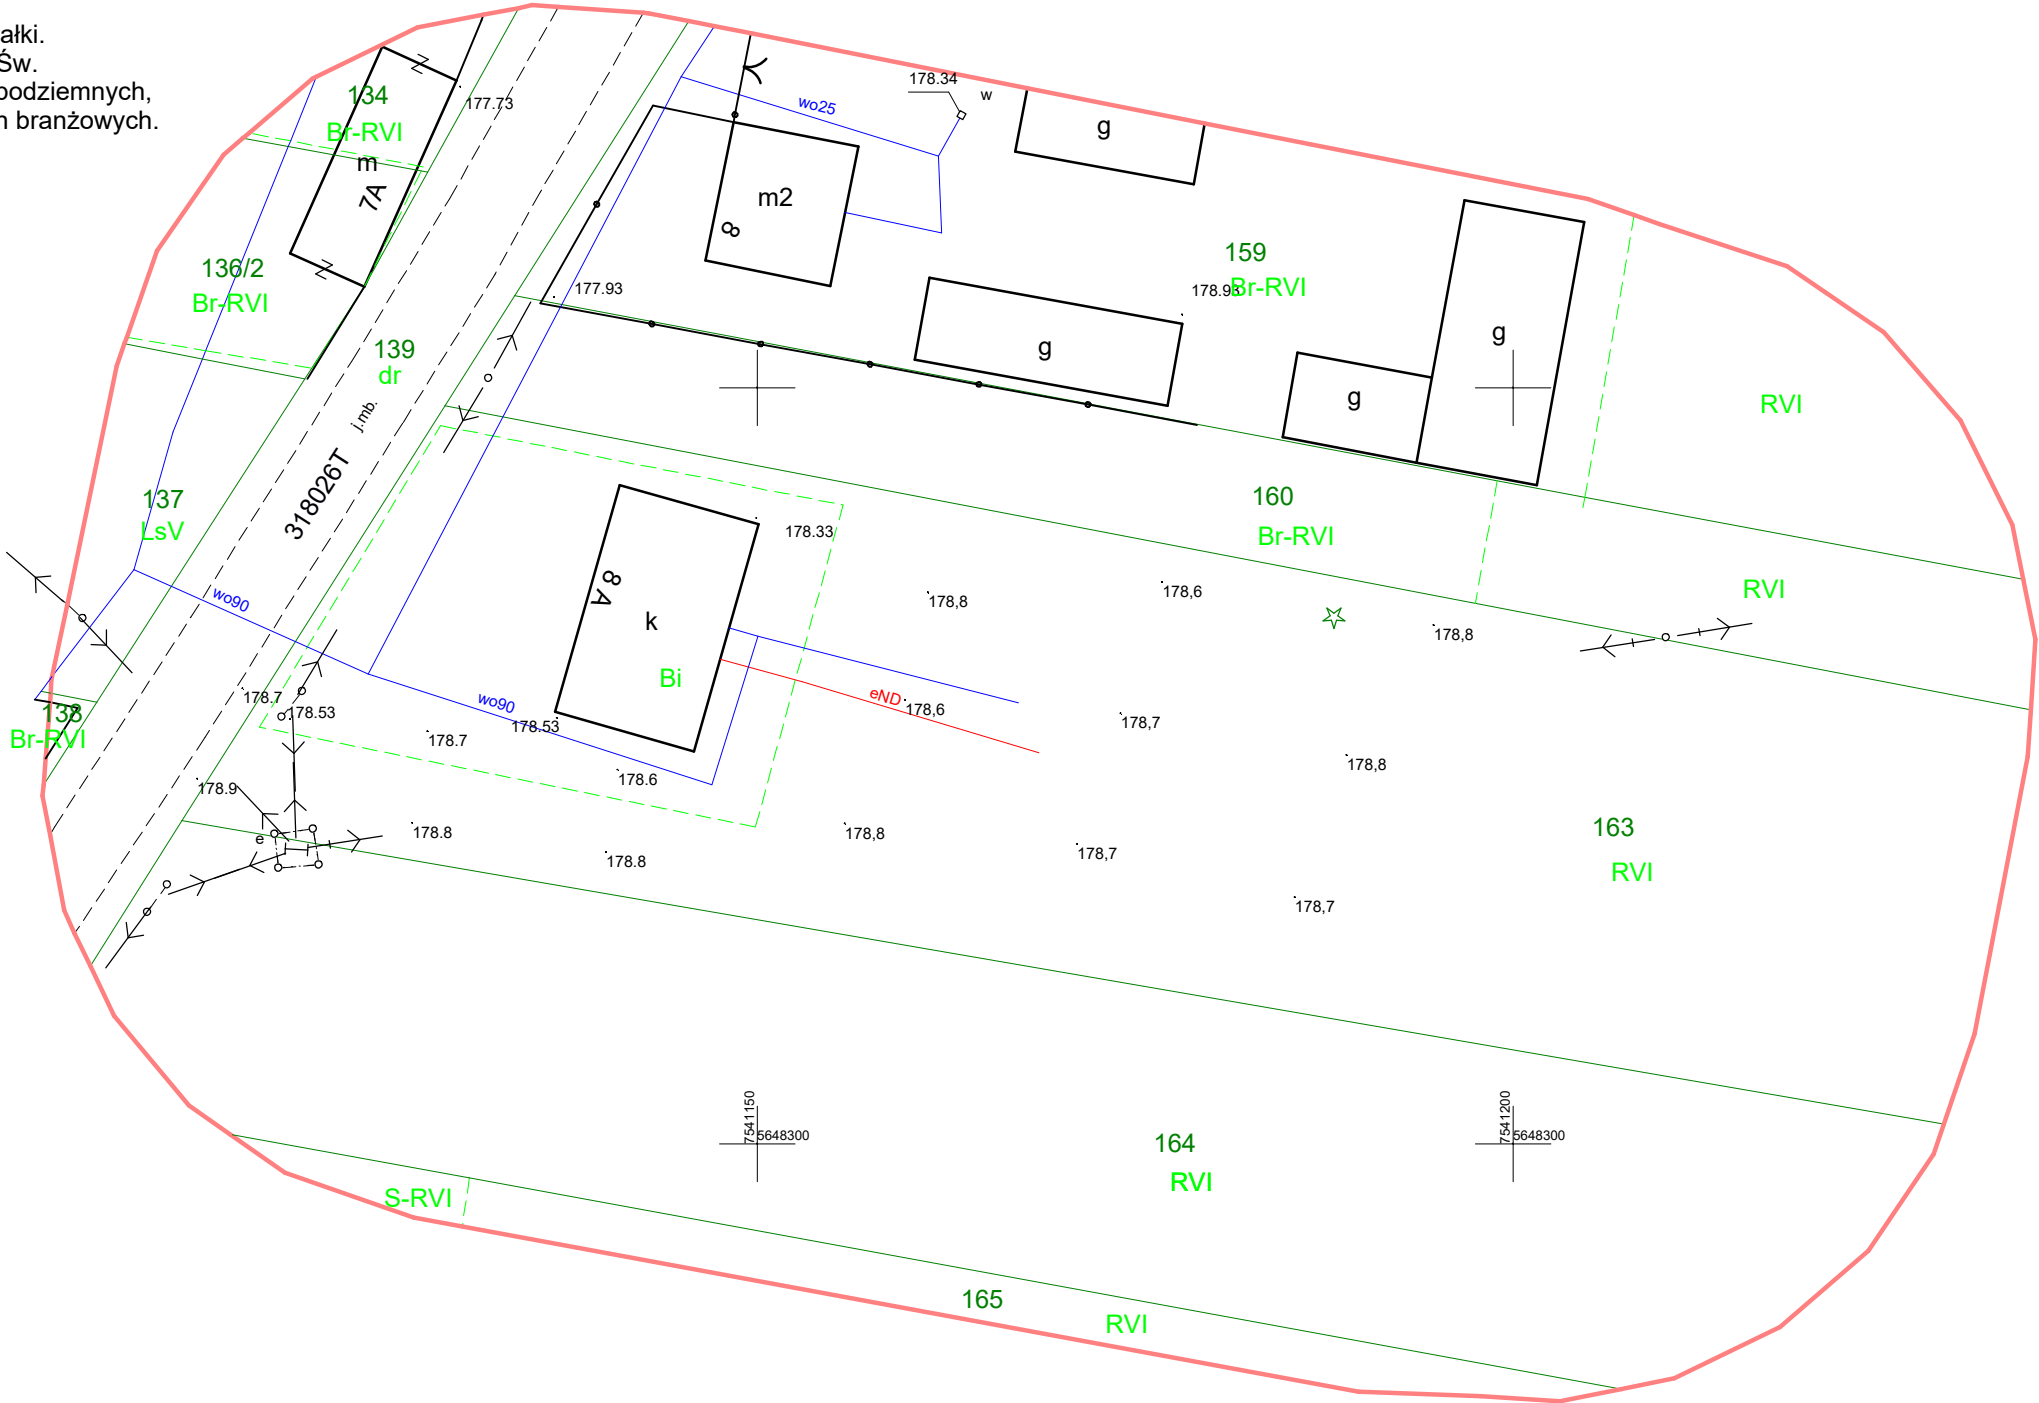 ałki.
Św.
podziemnych,
h branżowych.
134
Br-RVI
m
7A
177.73
wo25
178.34
w
g
m2
8
136/2
Br-RVI
177.93
159
178.93
Br-RVI
g
g
g
139
dr
j.mb.
318026T
RVI
137
LsV
160
Br-RVI
178.33
8A
k
Bi
wo90
178,8
178,6
178,8
RVI
178.7
178.53
wo90
178.53
eND
178,6
178,7
138
Br-RVI
178.7
178.6
178,8
178.9
e
178.8
178.8
178,8
178,7
163
RVI
178,7
7541150
5648300
7541200
5648300
164
RVI
S-RVI
165
RVI